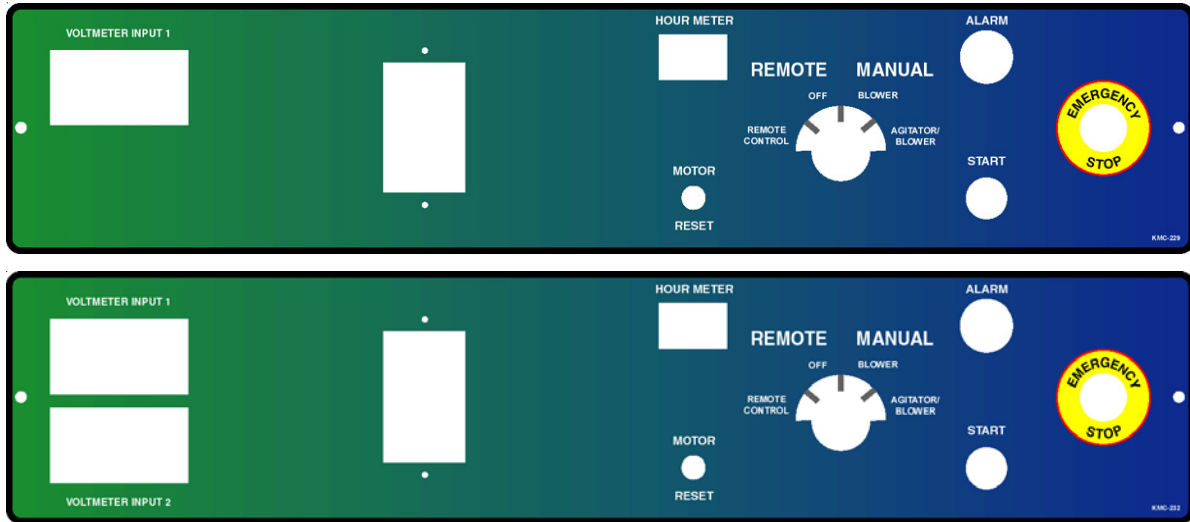 VOLTMETER INPUT 1
HOUR METER
ALARM
REMOTE MANUAL
OFF BLOWER
REMOTE
CONTROL
AGITATOR/
BLOWER
EMERGENCY
STOP
MOTOR
RESET
START
KMC-229
VOLTMETER INPUT 1
HOUR METER
ALARM
REMOTE MANUAL
OFF BLOWER
REMOTE
CONTROL
AGITATOR/
BLOWER
EMERGENCY
STOP
MOTOR
RESET
START
VOLTMETER INPUT 2
KMC-232